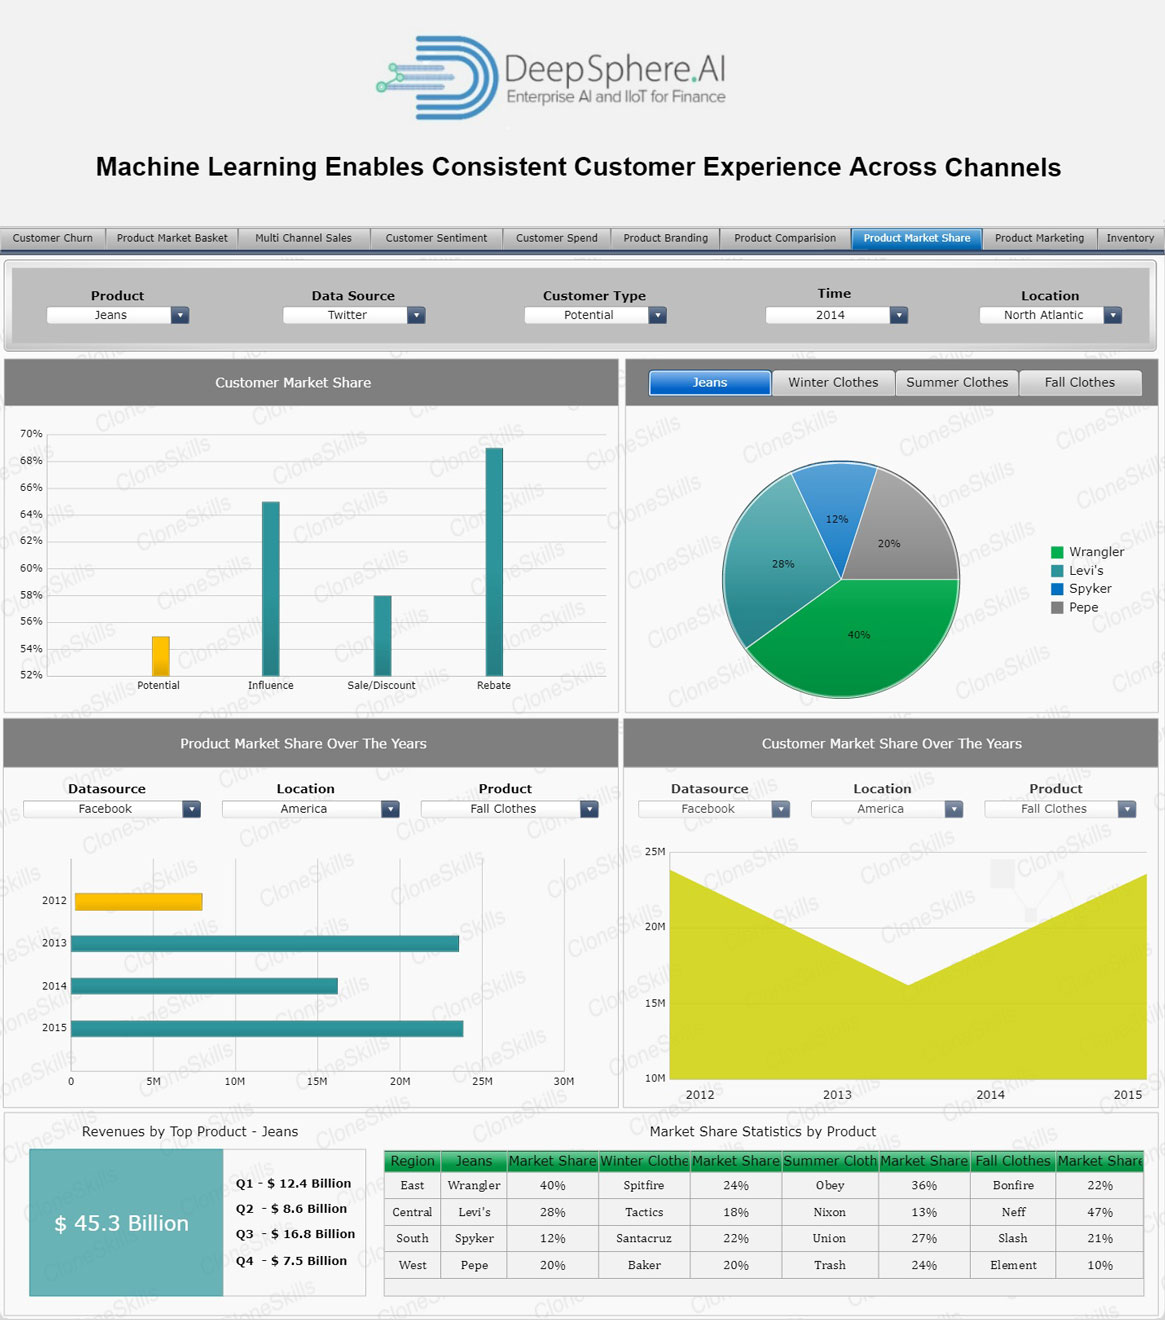 DeepSphere.AI
Enterprise AI and IIoT for Finance
Machine Learning Enables Consistent Customer Experience Across Channels
Customer Churn Product Market Basket Multi Channel Sales Customer Sentiment Customer Spend Product Branding Product Comparision Product Market Share Product Marketing Inventory
Product Data Source Customer Type Time Location
Jeans Twitter Potential 2014 North Atlantic
Customer Market Share
70%
68%
66%
64%
62%
60%
58%
56%
54%
52%
Potential Influence Sale/Discount Rebate
Jeans Winter Clothes Summer Clothes Fall Clothes
12%
20%
28%
40%
Wrangler
Levi's
Spyker
Pepe
Product Market Share Over The Years
Datasource Location Product
Facebook America Fall Clothes
2012
2013
2014
2015
0 5M 10M 15M 20M 25M 30M
Customer Market Share Over The Years
Datasource Location Product
Facebook America Fall Clothes
25M
20M
15M
10M
2012 2013 2014 2015
Revenues by Top Product - Jeans
$ 45.3 Billion
Q1 - $ 12.4 Billion
Q2 - $ 8.6 Billion
Q3 - $ 16.8 Billion
Q4 - $ 7.5 Billion
Market Share Statistics by Product
Region Jeans Market Share Winter Clothe Market Share Summer Cloth Market Share Fall Clothes Market Share
East Wrangler 40% Spitfire 24% Obey 36% Bonfire 22%
Central Levi's 28% Tactics 18% Nixon 13% Neff 47%
South Spyker 12% Santacruz 22% Union 27% Slash 21%
West Pepe 20% Baker 20% Trash 24% Element 10%
CloneSkills